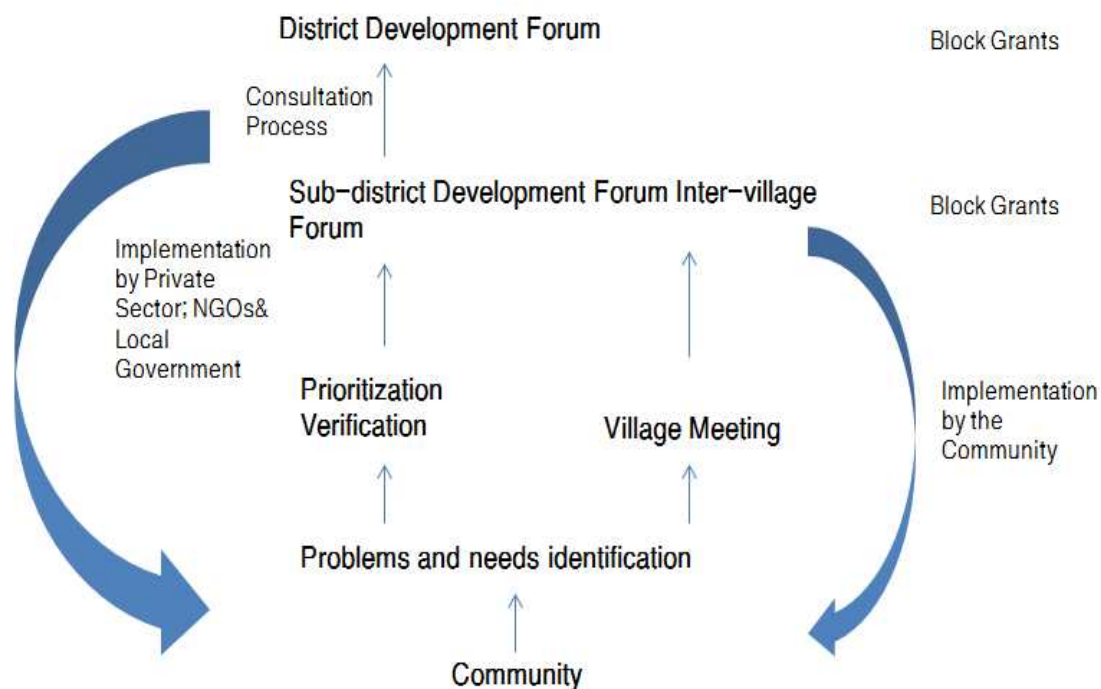 District Development Forum
Block Grants
Consultation
Process
Sub-district Development Forum Inter-village
Forum
Block Grants
Implementation
by Private
Sector; NGOs&
Local
Government
Prioritization
Verification
Village Meeting
Implementation
by the
Community
Problems and needs identification
Community